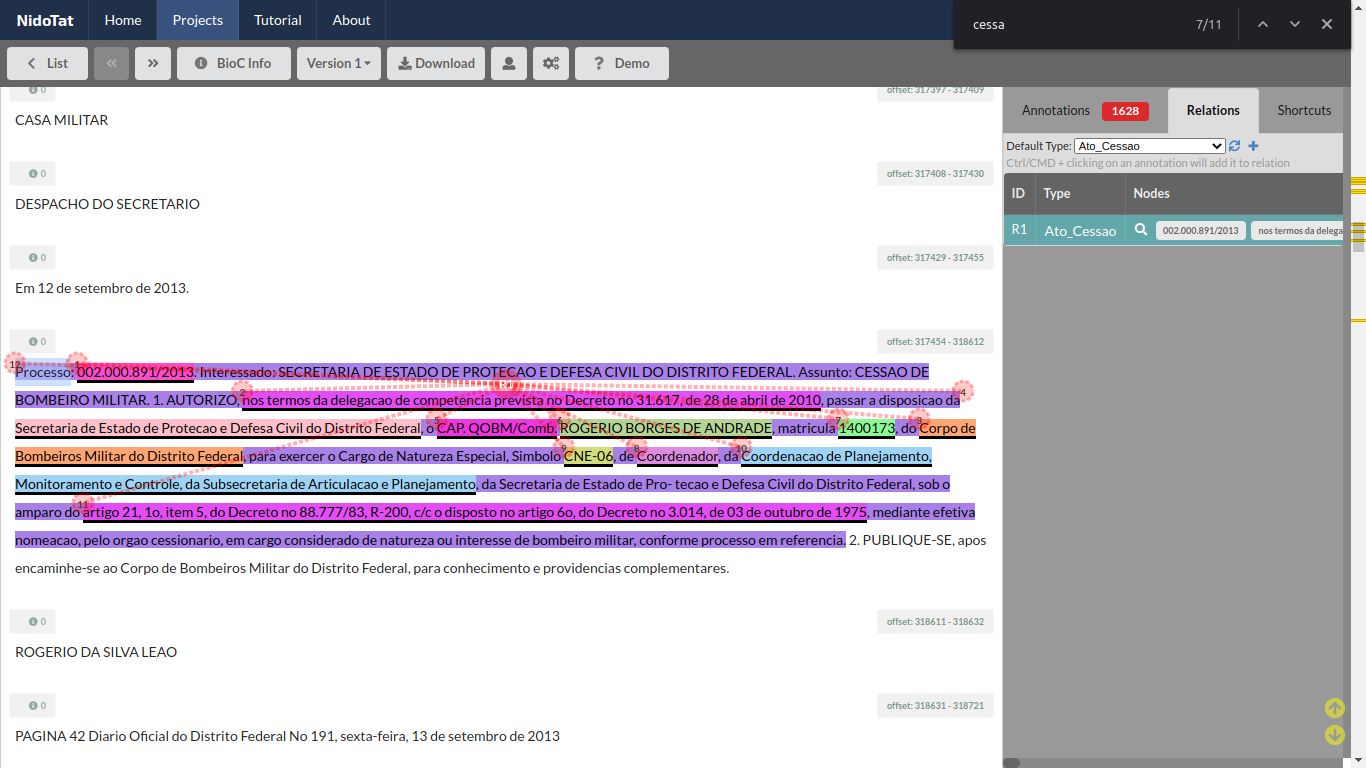 NidoTat Home Projects Tutorial About
cessa 7/11
List BioC Info Version 1 Download ? Demo
0 offset: 317397 - 317409
CASA MILITAR
0 offset: 317408 - 317430
DESPACHO DO SECRETARIO
0 offset: 317429 - 317455
Em 12 de setembro de 2013.
0 offset: 317454 - 318612
Processo: 002.000.891/2013. Interessado: SECRETARIA DE ESTADO DE PROTECAO E DEFESA CIVIL DO DISTRITO FEDERAL. Assunto: CESSAO DE
BOMBEIRO MILITAR. 1. AUTORIZO, nos termos da delegacao de competencia prevista no Decreto no 31.617, de 28 de abril de 2010, passar a disposicao da
Secretaria de Estado de Protecao e Defesa Civil do Distrito Federal, o CAP. QOBM/Comb. ROGERIO BORGES DE ANDRADE, matricula 1400173, do Corpo de
Bombeiros Militar do Distrito Federal, para exercer o Cargo de Natureza Especial, Simbolo CNE-06, de Coordenador, da Coordenacao de Planejamento,
Monitoramento e Controle, da Subsecretaria de Articulacao e Planejamento, da Secretaria de Estado de Pro- tecao e Defesa Civil do Distrito Federal, sob o
amparo do artigo 21, 1o, item 5, do Decreto no 88.777/83, R-200, c/c o disposto no artigo 6o, do Decreto no 3.014, de 03 de outubro de 1975, mediante efetiva
nomeacao, pelo orgao cessionario, em cargo considerado de natureza ou interesse de bombeiro militar, conforme processo em referencia. 2. PUBLIQUE-SE, apos
encaminhe-se ao Corpo de Bombeiros Militar do Distrito Federal, para conhecimento e providencias complementares.
0 offset: 318611 - 318632
ROGERIO DA SILVA LEAO
0 offset: 318631 - 318721
PAGINA 42 Diario Oficial do Distrito Federal No 191, sexta-feira, 13 de setembro de 2013
Annotations 1628 Relations Shortcuts
Default Type: Ato_Cessao
Ctrl/CMD + clicking on an annotation will add it to relation
ID Type Nodes
R1 Ato_Cessao 002.000.891/2013 nos termos da delega